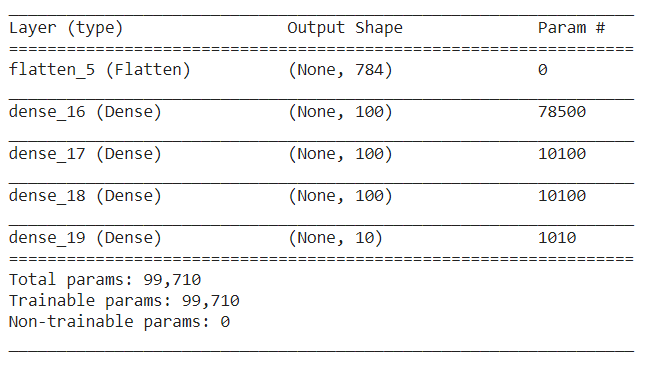 Layer (type) Output Shape Param #
flatten_5 (Flatten) (None, 784) 0
dense_16 (Dense) (None, 100) 78500
dense_17 (Dense) (None, 100) 10100
dense_18 (Dense) (None, 100) 10100
dense_19 (Dense) (None, 10) 1010
Total params: 99,710
Trainable params: 99,710
Non-trainable params: 0